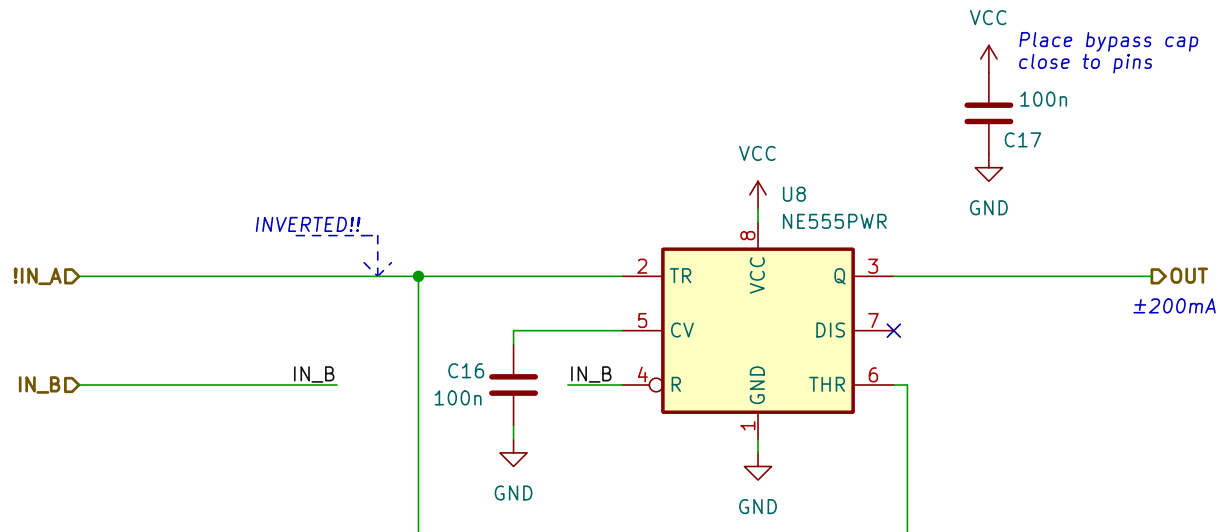 VCC
Place bypass cap
close to pins
100n
C17
GND
VCC
U8
NE555PWR
INVERTED!!
!IN_A
2
TR
8
VCC
Q
3
OUT
±200mA
5
CV
DIS
7
C16
100n
IN_B
IN_B
IN_B
4
R
GND
THR
6
1
GND
GND